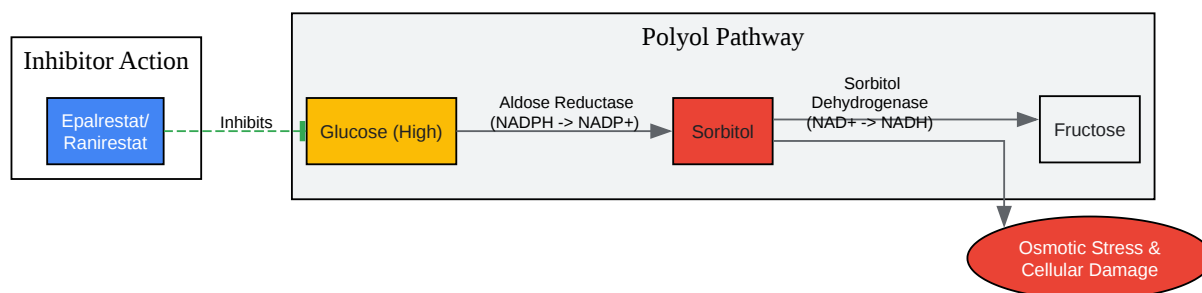 Polyol Pathway
Inhibitor Action
Epalrestat/
Ranirestat
Inhibits
Glucose (High)
Aldose Reductase
(NADPH -> NADP+)
Sorbitol
Sorbitol
Dehydrogenase
(NAD+ -> NADH)
Fructose
Osmotic Stress &
Cellular Damage